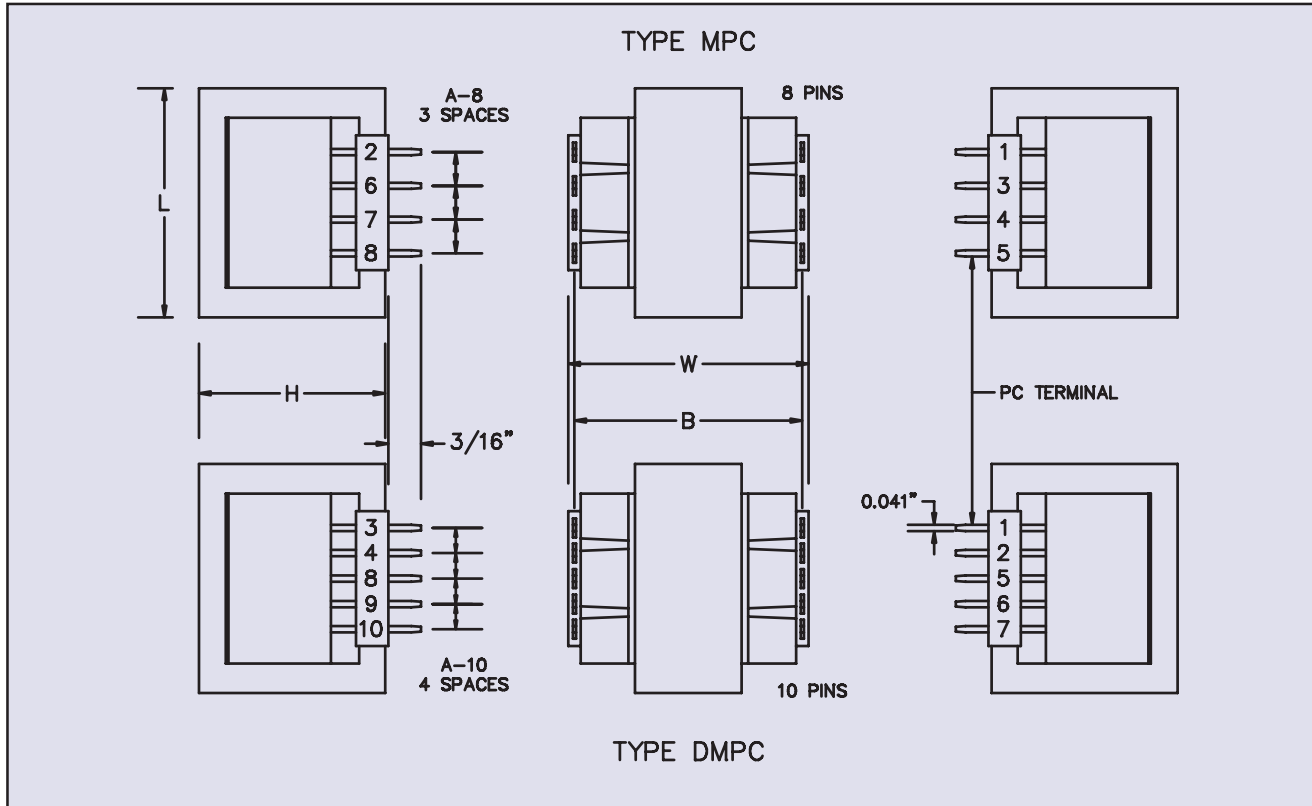 TYPE MPC
A-8
3 SPACES
8 PINS
2
6
7
8
1
3
4
5
L
W
H
B
PC TERMINAL
3/16"
0.041"
3
4
8
9
10
1
2
5
6
7
A-10
4 SPACES
10 PINS
TYPE DMPC